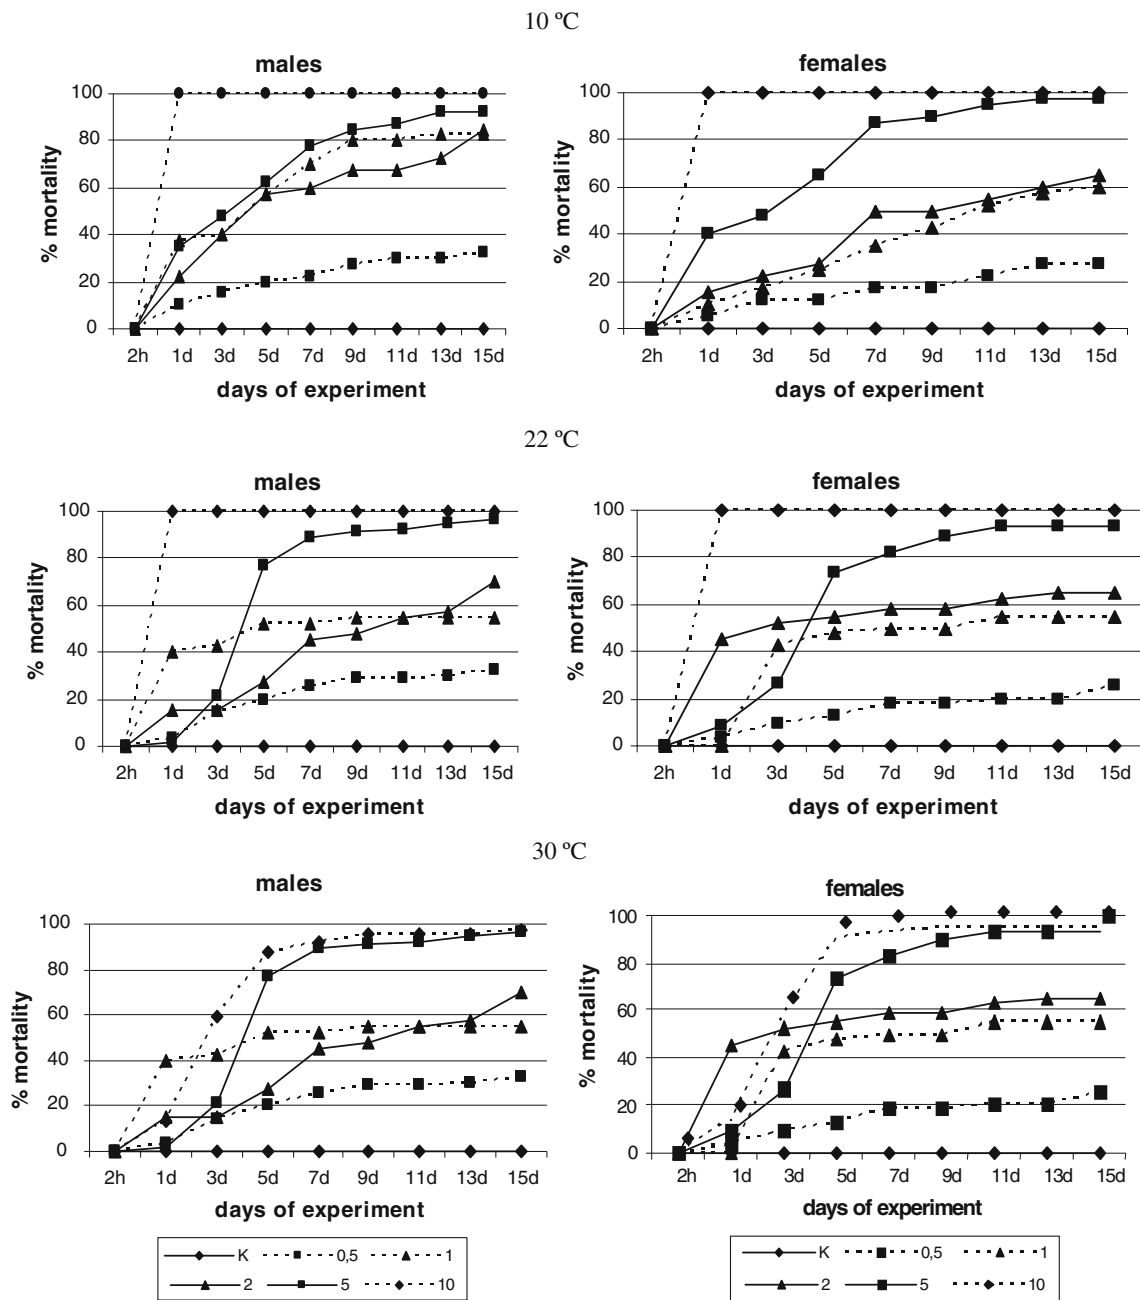 10 ºC
males
females
100
80
60
40
20
0
% mortality
2h 1d 3d 5d 7d 9d 11d 13d 15d
days of experiment
100
80
60
40
20
0
% mortality
2h 1d 3d 5d 7d 9d 11d 13d 15d
days of experiment
22 ºC
males
females
100
80
60
40
20
0
% mortality
2h 1d 3d 5d 7d 9d 11d 13d 15d
days of experiment
100
80
60
40
20
0
% mortality
2h 1d 3d 5d 7d 9d 11d 13d 15d
days of experiment
30 ºC
males
females
100
80
60
40
20
0
% mortality
2h 1d 3d 5d 7d 9d 11d 13d 15d
days of experiment
100
80
60
40
20
0
% mortality
2h 1d 3d 5d 7d 9d 11d 13d 15d
days of experiment
K 0,5 1
2 5 10
K 0,5 1
2 5 10